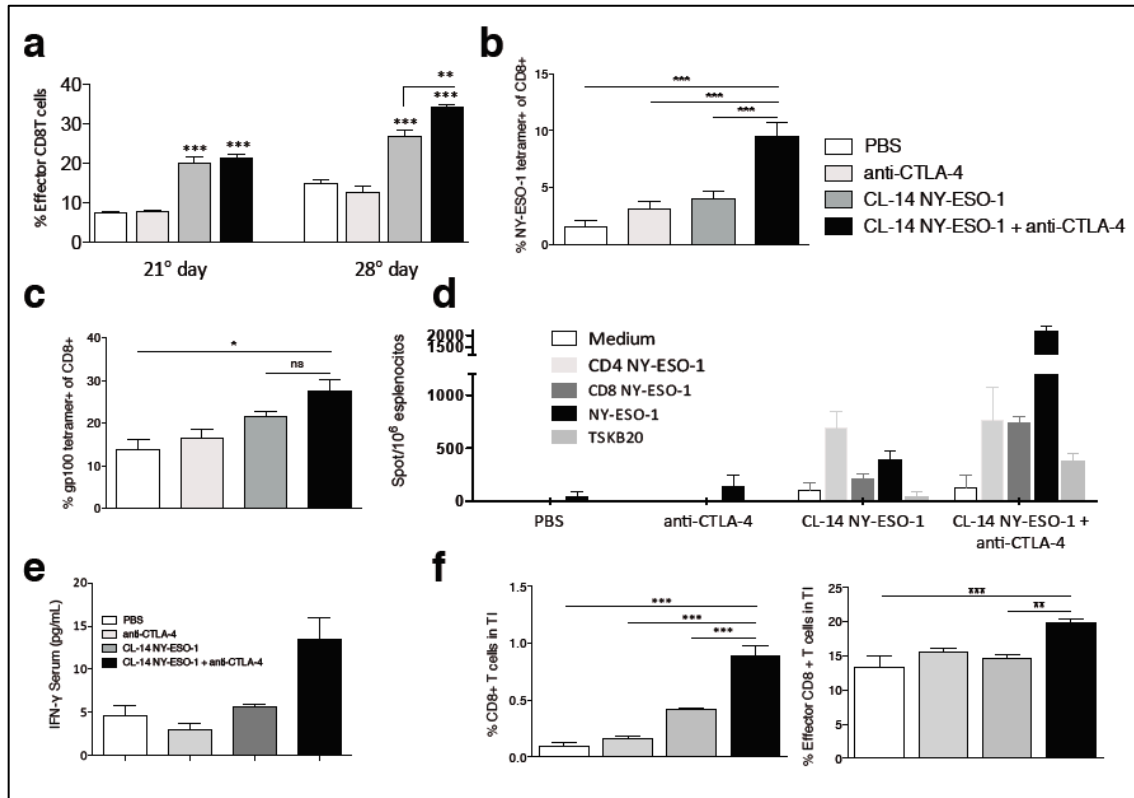 a
% Effector CD8T cells
40
30
20
10
0
***
***
***
**
***
21° day
28° day
b
% NY-ESO-1 tetramer+ of CD8+
15
10
5
0
***
***
***
PBS
anti-CTLA-4
CL-14 NY-ESO-1
CL-14 NY-ESO-1 + anti-CTLA-4
c
% gp100 tetramer+ of CD8+
40
30
20
10
0
*
ns
d
Spot/10⁶ esplenocitos
2000
1500
1000
500
0
Medium
CD4 NY-ESO-1
CD8 NY-ESO-1
NY-ESO-1
TSKB20
PBS
anti-CTLA-4
CL-14 NY-ESO-1
CL-14 NY-ESO-1 +
anti-CTLA-4
e
IFN-γ Serum (pg/mL)
20
15
10
5
0
PBS
anti-CTLA-4
CL-14 NY-ESO-1
CL-14 NY-ESO-1 + anti-CTLA-4
f
% CD8+ T cells in TI
1.5
1.0
0.5
0.0
***
***
***
% Effector CD8 + T cells in TI
25
20
15
10
5
0
***
**